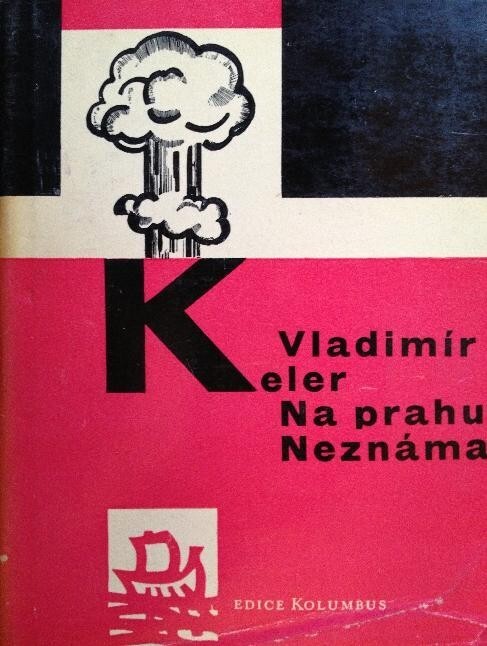 Vladimír
Keler
Na prahu
Neznáma
EDICE KOLUMBUS